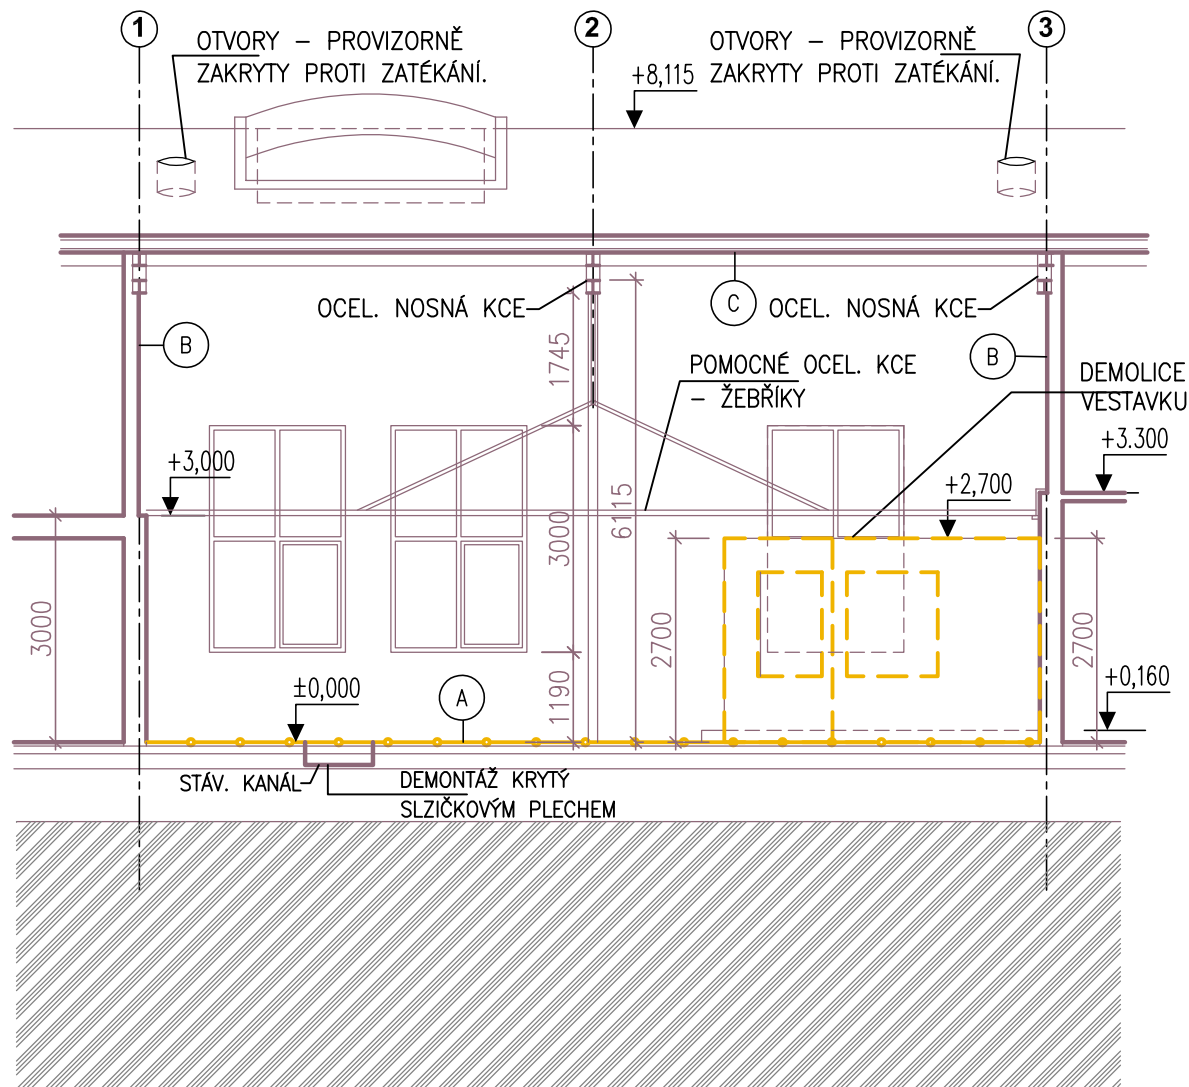 1
2
3
OTVORY – PROVIZORNĚ
ZAKRYTY PROTI ZATÉKÁNÍ.
+8,115
OTVORY – PROVIZORNĚ
ZAKRYTY PROTI ZATÉKÁNÍ.
OCEL. NOSNÁ KCE
C
OCEL. NOSNÁ KCE
B
1745
POMOCNÉ OCEL. KCE
– ŽEBŘÍKY
B
DEMOLICE
VESTAVKU
+3,000
+3.300
+2,700
3000
6115
3000
2700
2700
±0,000
A
1190
+0,160
STÁV. KANÁL
DEMONTÁŽ KRYTÝ
SLZIČKOVÝM PLECHEM